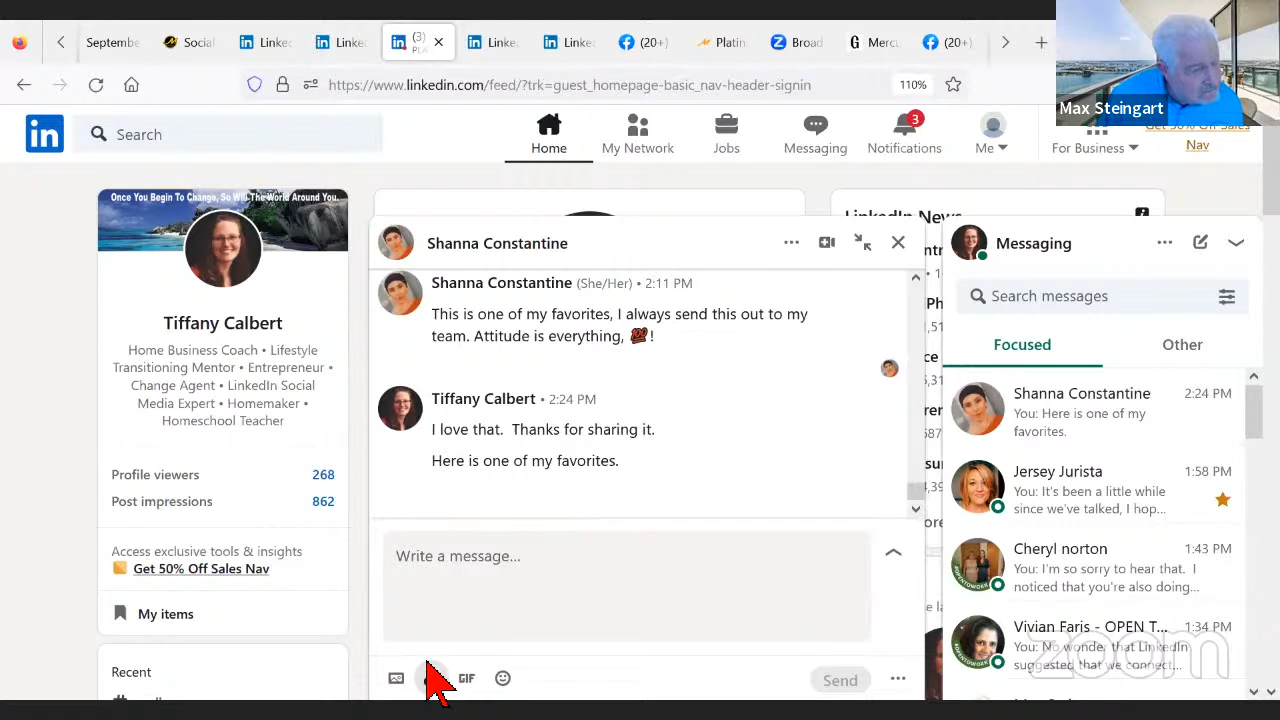 Septembe
Social
Linke
Linke
(3)
PLA
Linke
Linke
(20+)
Platin
Broad
Merc
(20+)
https://www.linkedin.com/feed/?trk=guest_homepage-basic_nav-header-signin
110%
Max Steingart
in
Search
Home
My Network
Jobs
Messaging
3
Notifications
Me
For Business
Get 50% Off Sales
Nav
Once You Begin To Change, So Will The World Around You.
Tiffany Calbert
Home Business Coach • Lifestyle
Transitioning Mentor • Entrepreneur •
Change Agent • LinkedIn Social
Media Expert • Homemaker •
Homeschool Teacher
Profile viewers 268
Post impressions 862
Access exclusive tools & insights
Get 50% Off Sales Nav
My items
Recent
LinkedIn News
Shanna Constantine
Shanna Constantine (She/Her) • 2:11 PM
This is one of my favorites, I always send this out to my
team. Attitude is everything, 💯!
Tiffany Calbert • 2:24 PM
I love that. Thanks for sharing it.
Here is one of my favorites.
Write a message...
GIF
Send
Messaging
Search messages
Focused
Other
Shanna Constantine 2:24 PM
You: Here is one of my
favorites.
Jersey Jurista 1:58 PM
You: It's been a little while
since we've talked, I hop...
Cheryl norton 1:43 PM
You: I'm so sorry to hear that. I
noticed that you're also doing...
Vivian Faris - OPEN T... 1:34 PM
You: No wonder that LinkedIn
suggested that we connect...
zoom